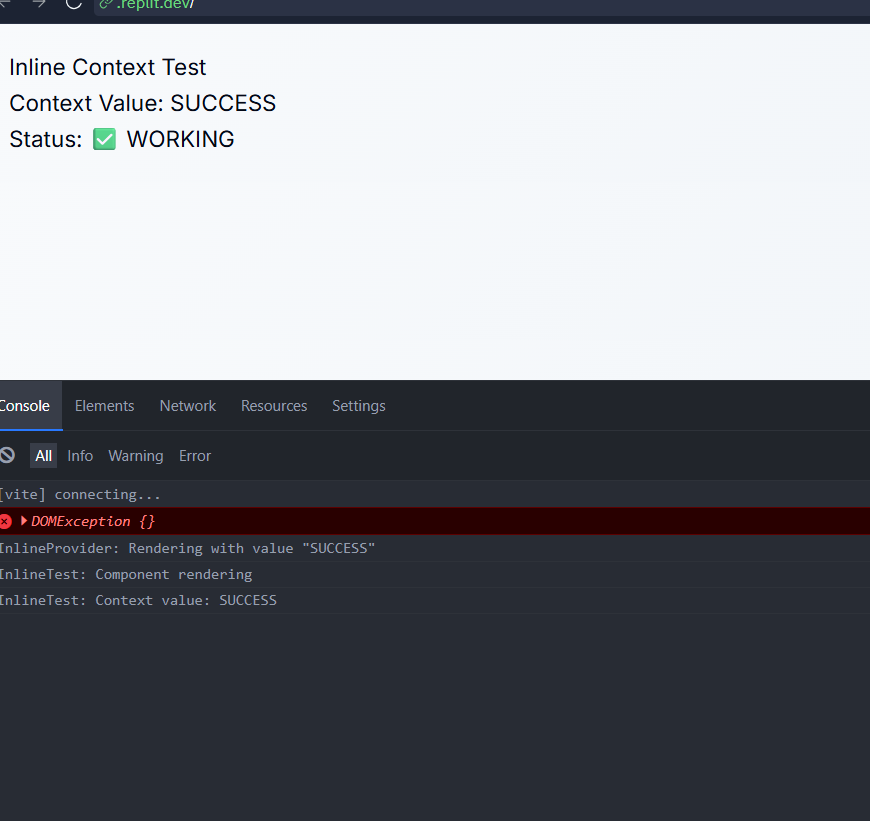 .replit.dev/
Inline Context Test
Context Value: SUCCESS
Status: ✅ WORKING
Console Elements Network Resources Settings
All Info Warning Error
[vite] connecting...
DOMException {}
InlineProvider: Rendering with value "SUCCESS"
InlineTest: Component rendering
InlineTest: Context value: SUCCESS